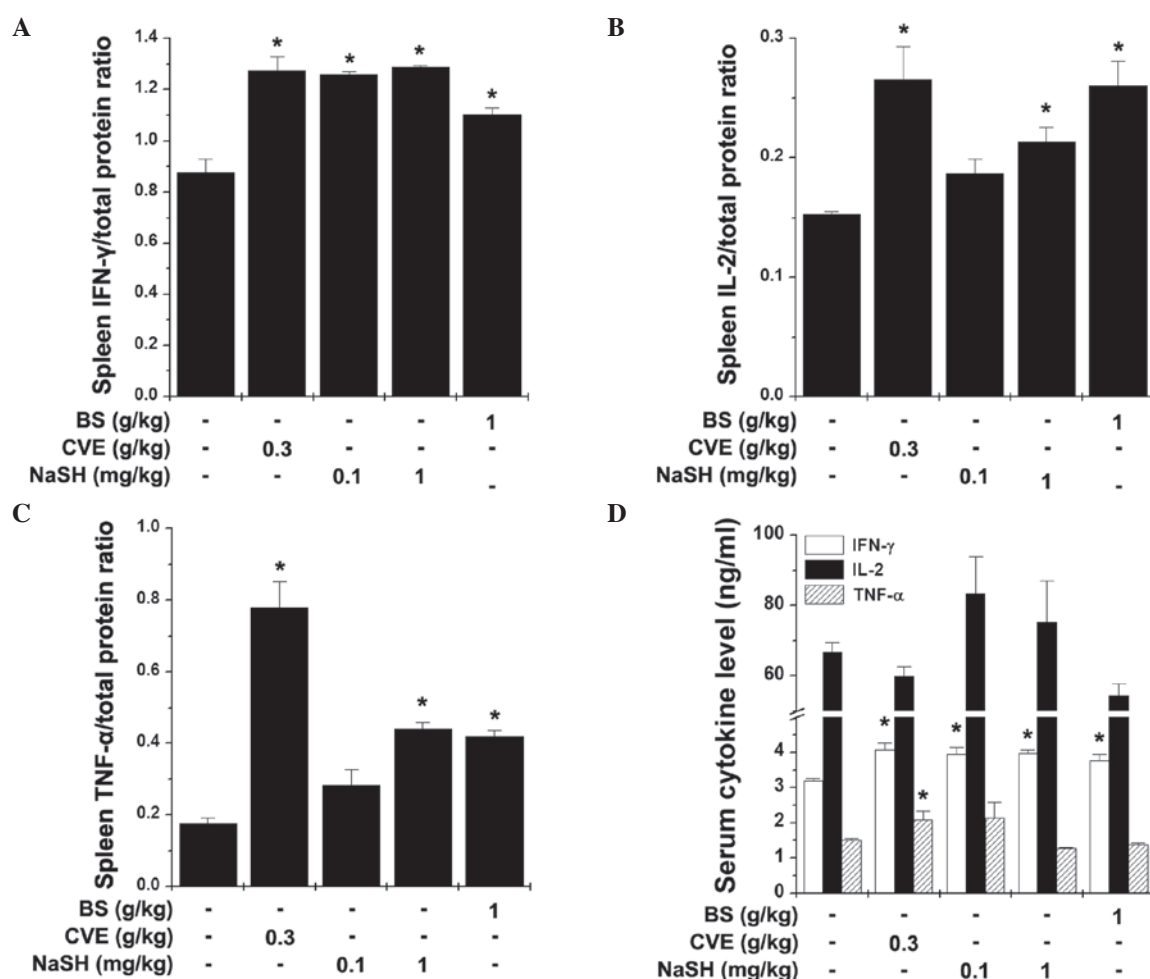 A
Spleen IFN-γ/total protein ratio
1.4
1.2
1.0
0.8
0.6
0.4
0.2
0.0
* * * *
BS (g/kg) - - - - 1
CVE (g/kg) - 0.3 - - -
NaSH (mg/kg) - - 0.1 1 -
B
Spleen IL-2/total protein ratio
0.3
0.2
0.1
0.0
* * *
BS (g/kg) - - - - 1
CVE (g/kg) - 0.3 - - -
NaSH (mg/kg) - - 0.1 1 -
C
Spleen TNF-α/total protein ratio
1.0
0.8
0.6
0.4
0.2
0.0
* * *
BS (g/kg) - - - - 1
CVE (g/kg) - 0.3 - - -
NaSH (mg/kg) - - 0.1 1 -
D
Serum cytokine level (ng/ml)
100
80
60
4
3
2
1
0
IFN-γ
IL-2
TNF-α
* * * * *
BS (g/kg) - - - - 1
CVE (g/kg) - 0.3 - - -
NaSH (mg/kg) - - 0.1 1 -